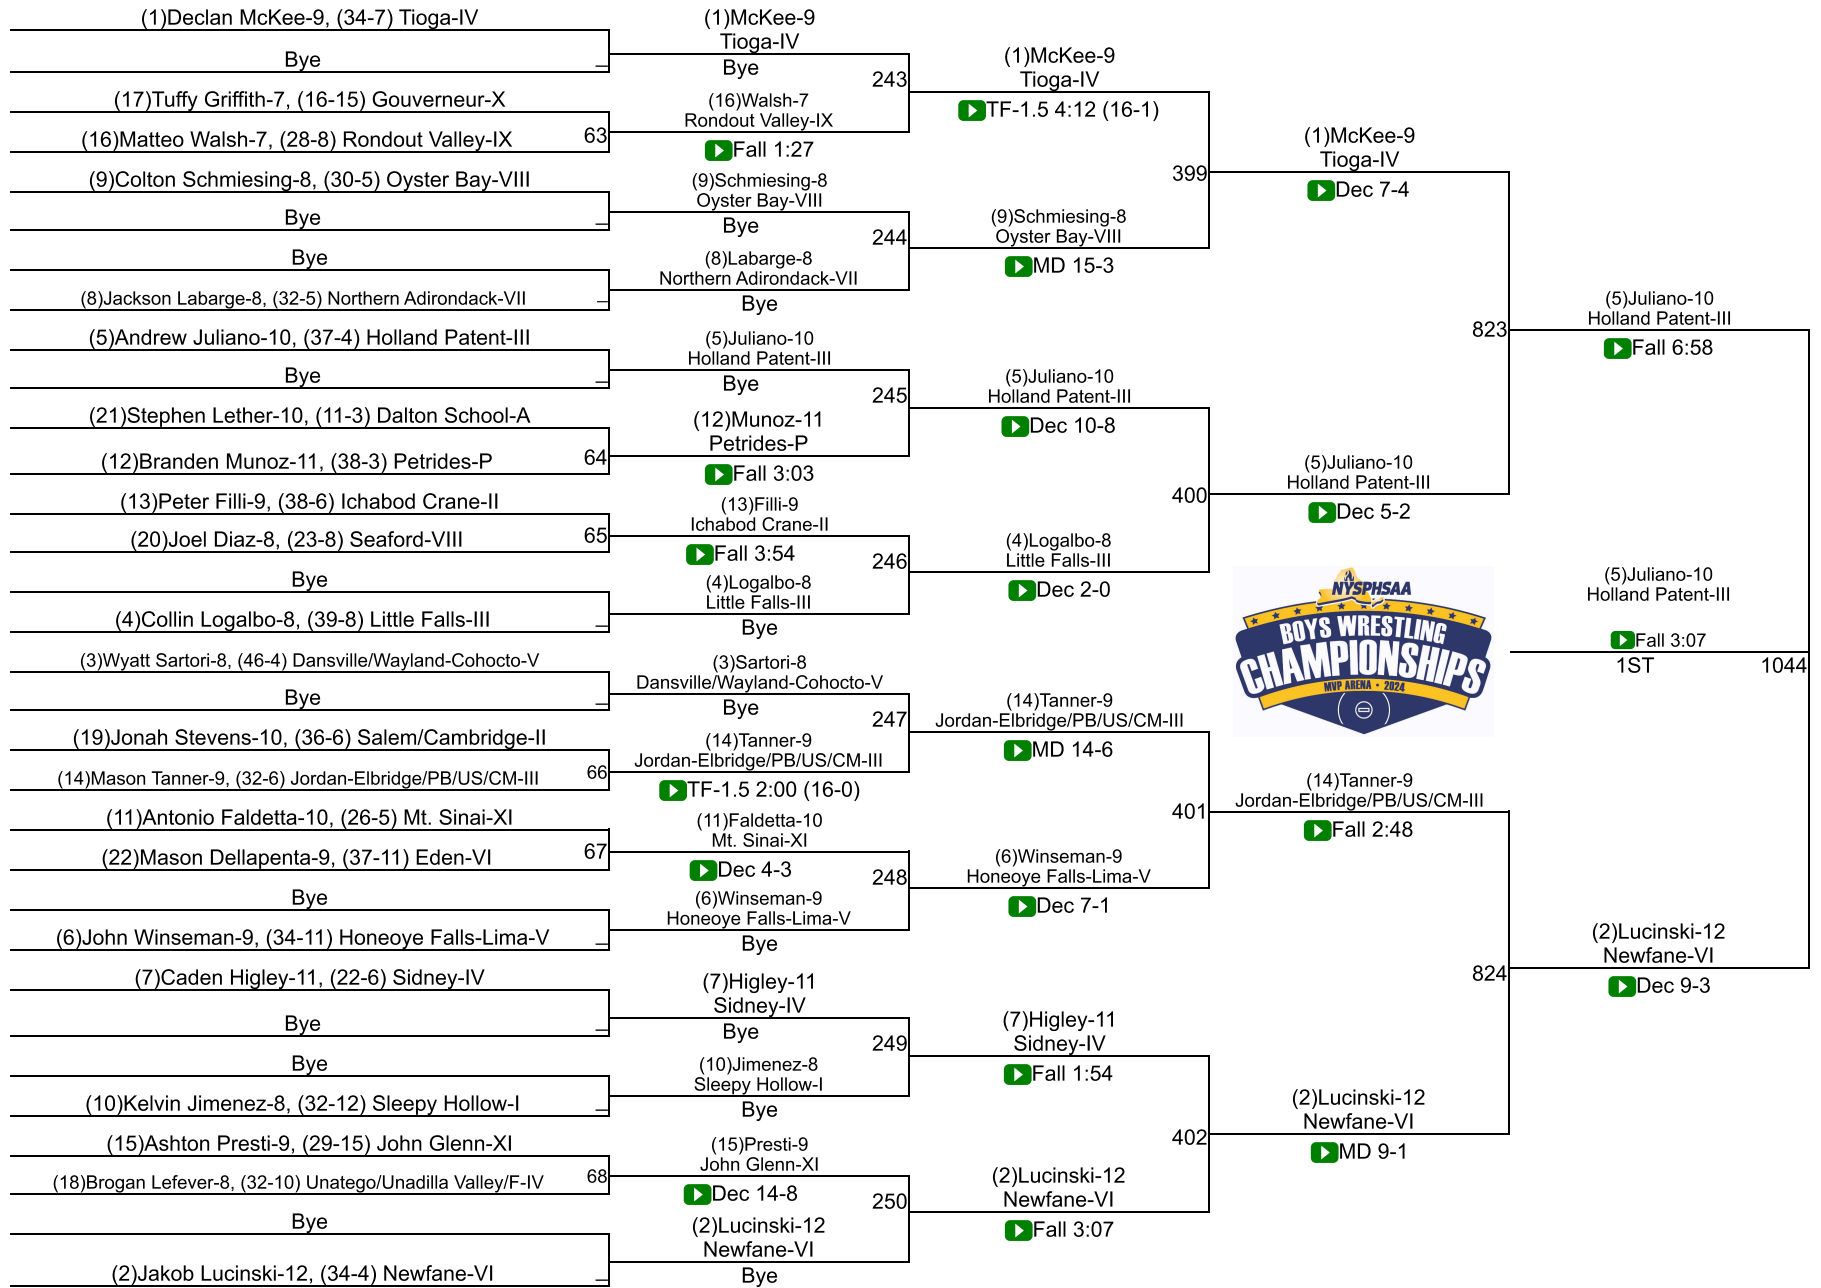 (1)Declan McKee-9, (34-7) Tioga-IV
Bye
(17)Tuffy Griffith-7, (16-15) Gouverneur-X
(16)Matteo Walsh-7, (28-8) Rondout Valley-IX
63
(9)Colton Schmiesing-8, (30-5) Oyster Bay-VIII
Bye
Bye
(8)Jackson Labarge-8, (32-5) Northern Adirondack-VII
(5)Andrew Juliano-10, (37-4) Holland Patent-III
Bye
(21)Stephen Lether-10, (11-3) Dalton School-A
(12)Branden Munoz-11, (38-3) Petrides-P
64
(13)Peter Filli-9, (38-6) Ichabod Crane-II
(20)Joel Diaz-8, (23-8) Seaford-VIII
65
Bye
(4)Collin Logalbo-8, (39-8) Little Falls-III
(3)Wyatt Sartori-8, (46-4) Dansville/Wayland-Cohocto-V
Bye
(19)Jonah Stevens-10, (36-6) Salem/Cambridge-II
(14)Mason Tanner-9, (32-6) Jordan-Elbridge/PB/US/CM-III
66
(11)Antonio Faldetta-10, (26-5) Mt. Sinai-XI
(22)Mason Dellapenta-9, (37-11) Eden-VI
67
Bye
(6)John Winseman-9, (34-11) Honeoye Falls-Lima-V
(7)Caden Higley-11, (22-6) Sidney-IV
Bye
Bye
(10)Kelvin Jimenez-8, (32-12) Sleepy Hollow-I
(15)Ashton Presti-9, (29-15) John Glenn-XI
(18)Brogan Lefever-8, (32-10) Unatego/Unadilla Valley/F-IV
68
Bye
(2)Jakob Lucinski-12, (34-4) Newfane-VI
(1)McKee-9
Tioga-IV
Bye
243
(16)Walsh-7
Rondout Valley-IX
Fall 1:27
(9)Schmiesing-8
Oyster Bay-VIII
Bye
244
(8)Labarge-8
Northern Adirondack-VII
Bye
(5)Juliano-10
Holland Patent-III
Bye
245
(12)Munoz-11
Petrides-P
Fall 3:03
(13)Filli-9
Ichabod Crane-II
Fall 3:54
246
(4)Logalbo-8
Little Falls-III
Bye
(3)Sartori-8
Dansville/Wayland-Cohocto-V
Bye
247
(14)Tanner-9
Jordan-Elbridge/PB/US/CM-III
TF-1.5 2:00 (16-0)
(11)Faldetta-10
Mt. Sinai-XI
Dec 4-3
248
(6)Winseman-9
Honeoye Falls-Lima-V
Bye
(7)Higley-11
Sidney-IV
Bye
249
(10)Jimenez-8
Sleepy Hollow-I
Bye
(15)Presti-9
John Glenn-XI
Dec 14-8
250
(2)Lucinski-12
Newfane-VI
Bye
(1)McKee-9
Tioga-IV
TF-1.5 4:12 (16-1)
399
(9)Schmiesing-8
Oyster Bay-VIII
MD 15-3
(5)Juliano-10
Holland Patent-III
Dec 10-8
400
(4)Logalbo-8
Little Falls-III
Dec 2-0
(14)Tanner-9
Jordan-Elbridge/PB/US/CM-III
MD 14-6
401
(6)Winseman-9
Honeoye Falls-Lima-V
Dec 7-1
(7)Higley-11
Sidney-IV
Fall 1:54
402
(2)Lucinski-12
Newfane-VI
Fall 3:07
(1)McKee-9
Tioga-IV
Dec 7-4
823
(5)Juliano-10
Holland Patent-III
Dec 5-2
NYSPHSAA
BOYS WRESTLING
CHAMPIONSHIPS
MVP ARENA • 2024
(14)Tanner-9
Jordan-Elbridge/PB/US/CM-III
Fall 2:48
824
(2)Lucinski-12
Newfane-VI
MD 9-1
(5)Juliano-10
Holland Patent-III
Fall 6:58
(5)Juliano-10
Holland Patent-III
Fall 3:07
1ST
1044
(2)Lucinski-12
Newfane-VI
Dec 9-3